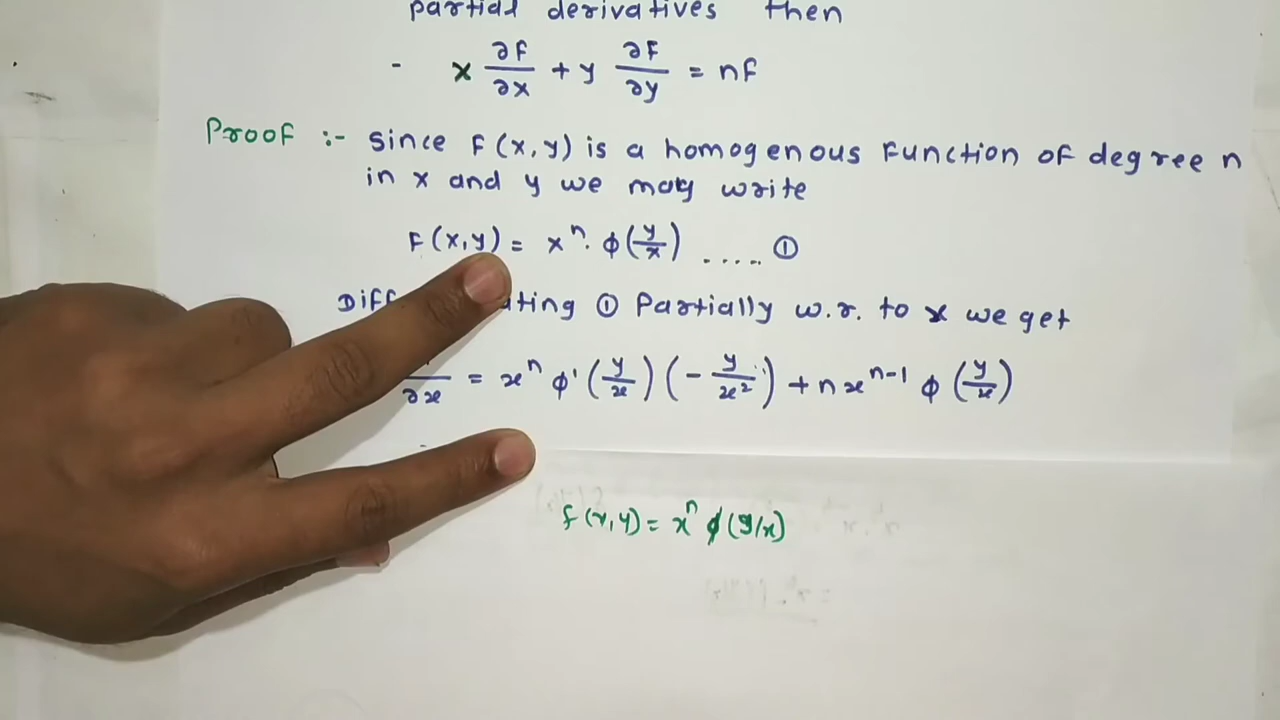 partial derivatives then
- x ∂F/∂x + y ∂F/∂y = nF
Proof :- Since F(x,y) is a homogenous Function of degree n
in x and y we may write
F(x,y) = xⁿ. φ(y/x) ..... ①
Diff ating ① Partially w.r. to x we get
∂x = xⁿ φ' (y/x) (- y/x²) + n xⁿ⁻¹ φ (y/x)
f(x,y) = xⁿ φ(y/x)